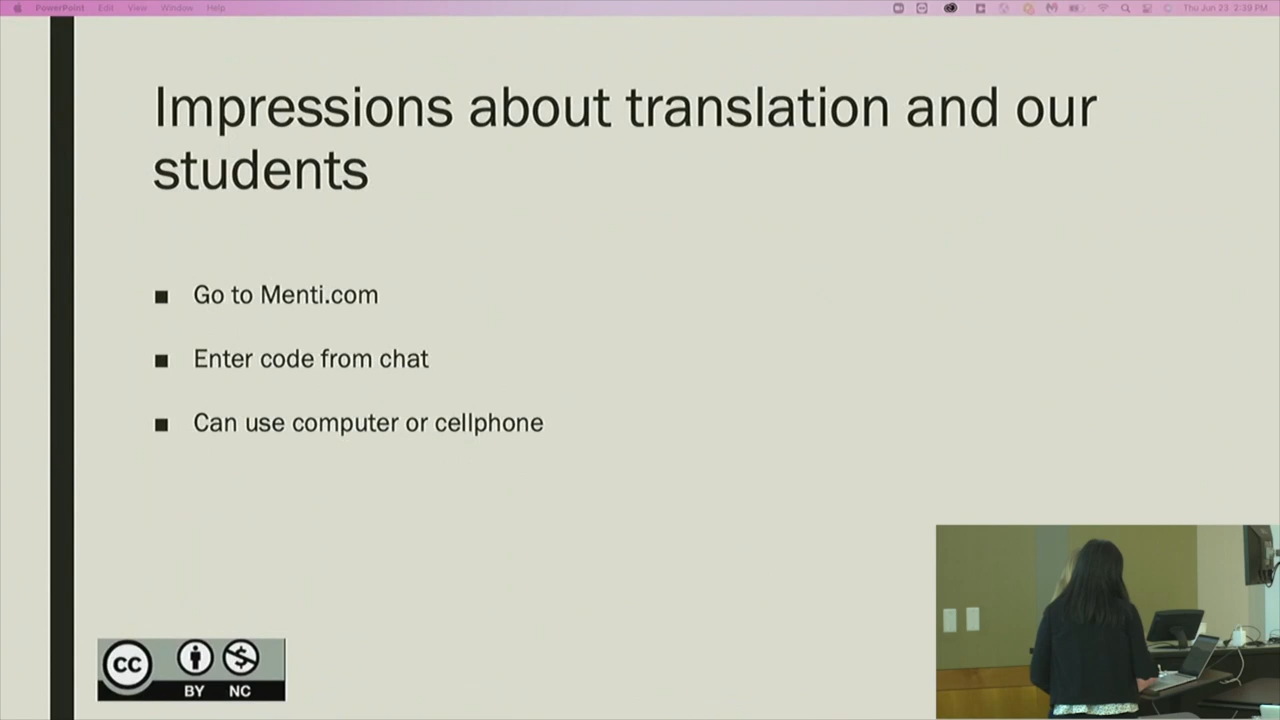 PowerPoint Edit View Window Help Thu Jun 23 2:39 PM
Impressions about translation and our
students
■ Go to Menti.com
■ Enter code from chat
■ Can use computer or cellphone
CC
BY NC